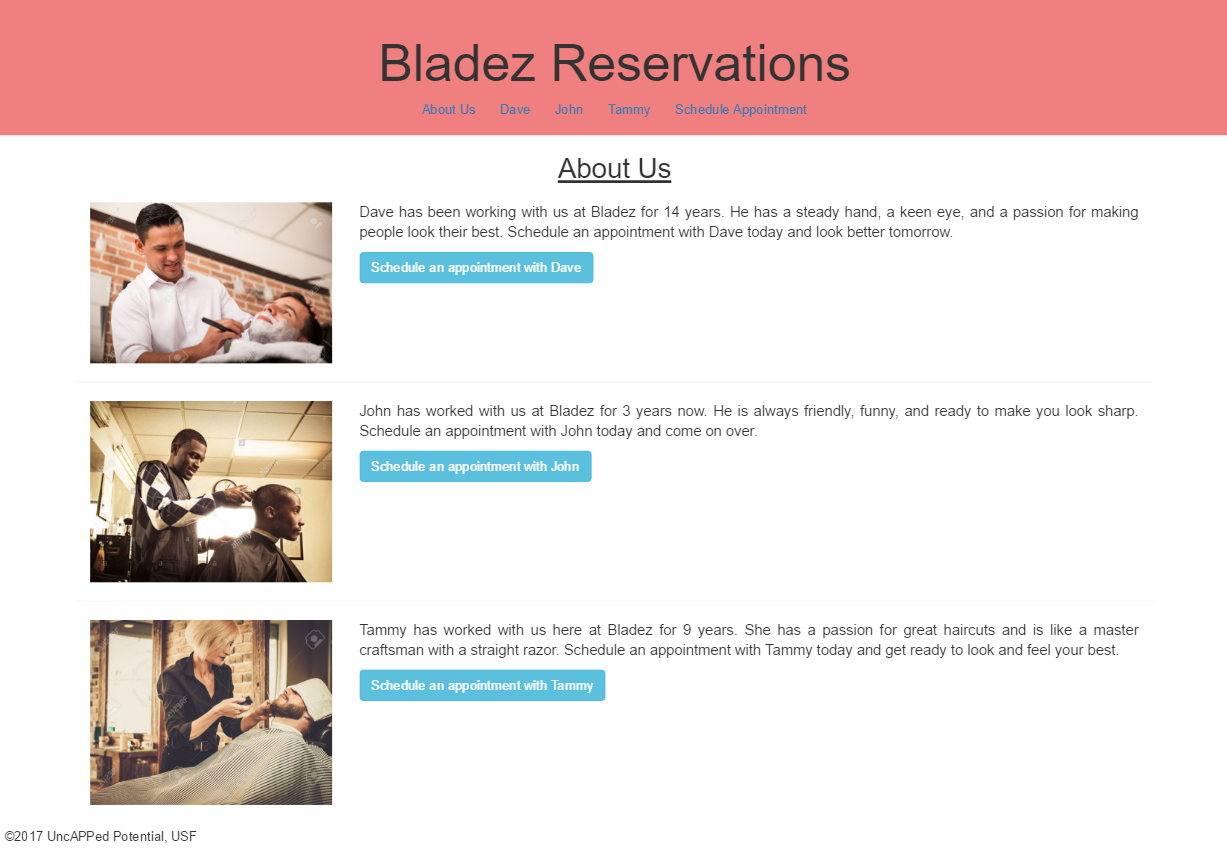 Bladez Reservations
About Us Dave John Tammy Schedule Appointment
About Us
Dave has been working with us at Bladez for 14 years. He has a steady hand, a keen eye, and a passion for making
people look their best. Schedule an appointment with Dave today and look better tomorrow.
Schedule an appointment with Dave
John has worked with us at Bladez for 3 years now. He is always friendly, funny, and ready to make you look sharp.
Schedule an appointment with John today and come on over.
Schedule an appointment with John
Tammy has worked with us here at Bladez for 9 years. She has a passion for great haircuts and is like a master
craftsman with a straight razor. Schedule an appointment with Tammy today and get ready to look and feel your best.
Schedule an appointment with Tammy
©2017 UncAPPed Potential, USF